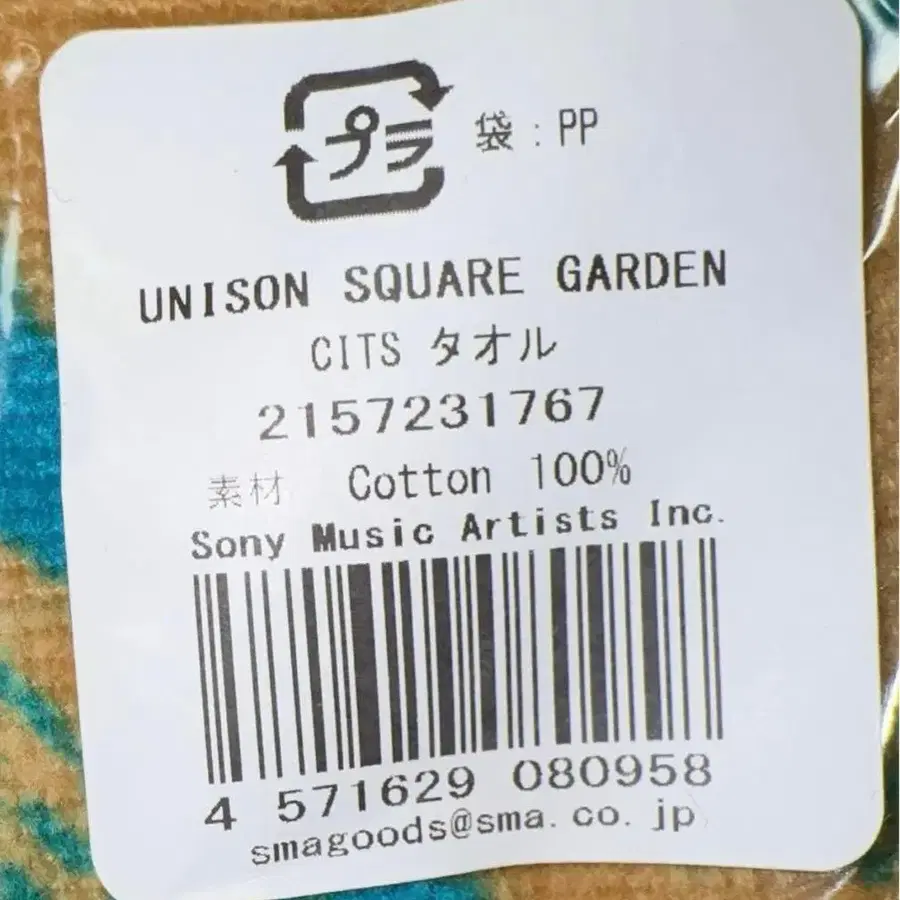 プラ 袋:PP
UNISON SQUARE GARDEN
CITS タオル
2157231767
素材 Cotton 100%
Sony Music Artists Inc.
4 571629 080958
smagoods@sma.co.jp